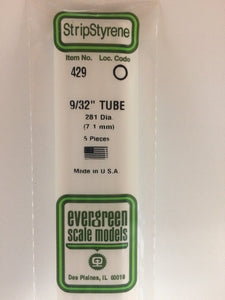 StripStyrene
Item No. Loc. Code
429
9/32" TUBE
281 Dia.
(7 1 mm)
5 Pieces
Made in U.S.A
evergreen
scale models
Des Plaines, IL 60018